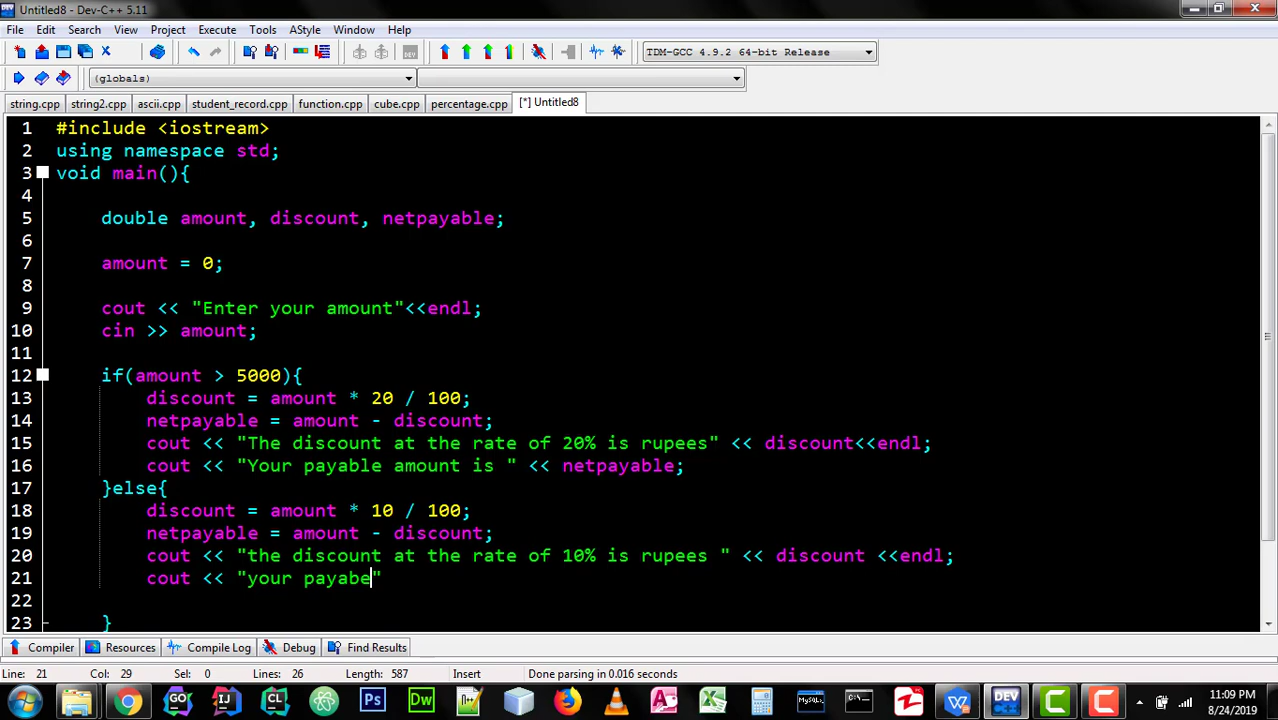 Untitled8 - Dev-C++ 5.11
File Edit Search View Project Execute Tools AStyle Window Help
TDM-GCC 4.9.2 64-bit Release
(globals)
string.cpp string2.cpp ascii.cpp student_record.cpp function.cpp cube.cpp percentage.cpp [*] Untitled8
1 #include <iostream>
2 using namespace std;
3 void main(){
4
5 double amount, discount, netpayable;
6
7 amount = 0;
8
9 cout << "Enter your amount"<<endl;
10 cin >> amount;
11
12 if(amount > 5000){
13 discount = amount * 20 / 100;
14 netpayable = amount - discount;
15 cout << "The discount at the rate of 20% is rupees" << discount<<endl;
16 cout << "Your payable amount is " << netpayable;
17 }else{
18 discount = amount * 10 / 100;
19 netpayable = amount - discount;
20 cout << "the discount at the rate of 10% is rupees " << discount <<endl;
21 cout << "your payabe"
22
23 }
Compiler Resources Compile Log Debug Find Results
Line: 21 Col: 29 Sel: 0 Lines: 26 Length: 587 Insert Done parsing in 0.016 seconds
GO IJ CL Ps Dw MySQL DEV C C
11:09 PM
8/24/2019